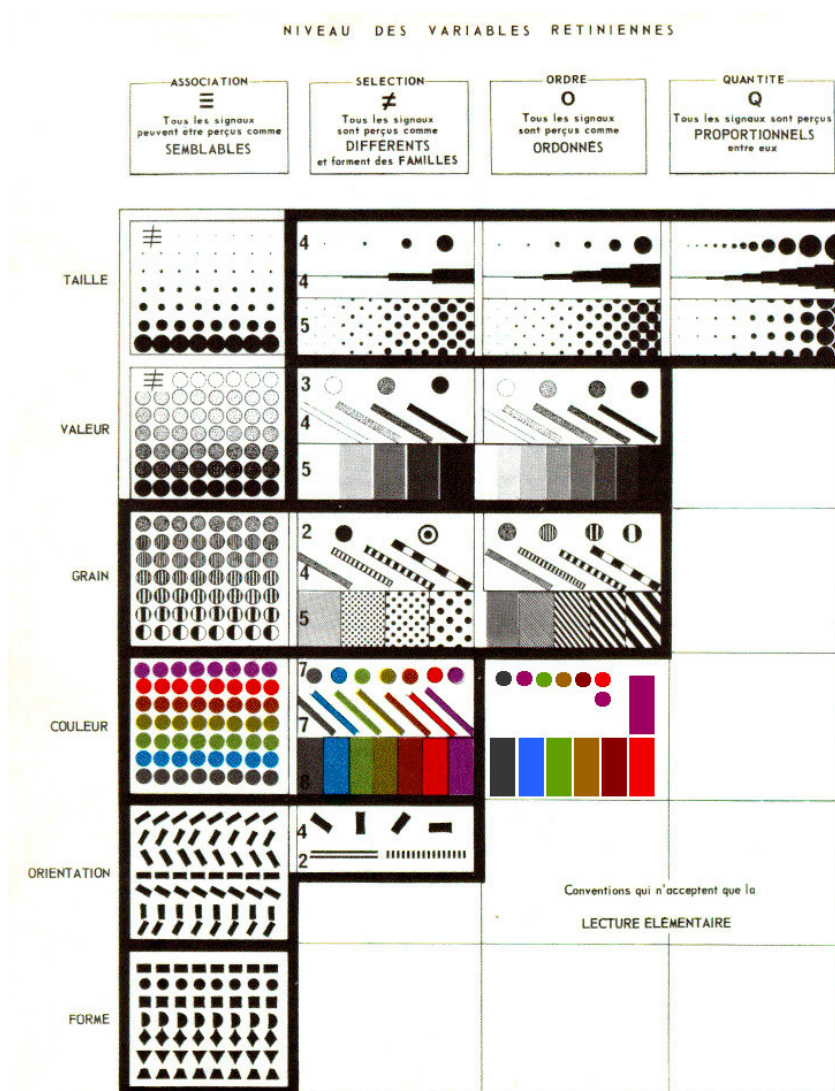 NIVEAU DES VARIABLES RETINIENNES
ASSOCIATION
≡
Tous les signaux
peuvent être perçus comme
SEMBLABLES
SELECTION
≠
Tous les signaux
sont perçus comme
DIFFÉRENTS
et forment des FAMILLES
ORDRE
O
Tous les signaux
sont perçus comme
ORDONNÉS
QUANTITE
Q
Tous les signaux sont perçus
PROPORTIONNELS
entre eux
TAILLE
≢
4
4
5
VALEUR
≢
3
4
5
GRAIN
2
4
5
COULEUR
7
7
8
ORIENTATION
4
2
Conventions qui n'acceptent que la
LECTURE ELEMENTAIRE
FORME